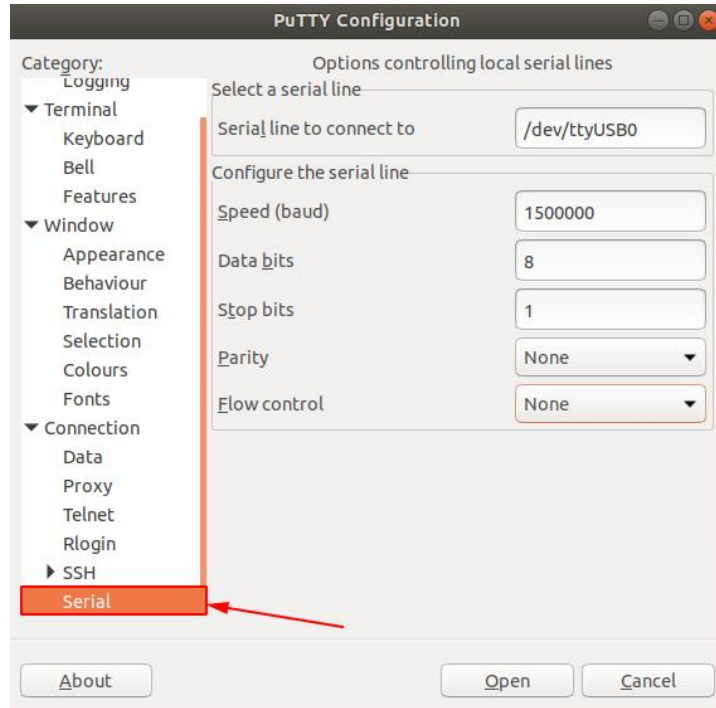 PuTTY Configuration
Category:
Logging
Terminal
Keyboard
Bell
Features
Window
Appearance
Behaviour
Translation
Selection
Colours
Fonts
Connection
Data
Proxy
Telnet
Rlogin
SSH
Serial
Options controlling local serial lines
Select a serial line
Serial line to connect to /dev/ttyUSB0
Configure the serial line
Speed (baud) 1500000
Data bits 8
Stop bits 1
Parity None
Flow control None
About Open Cancel